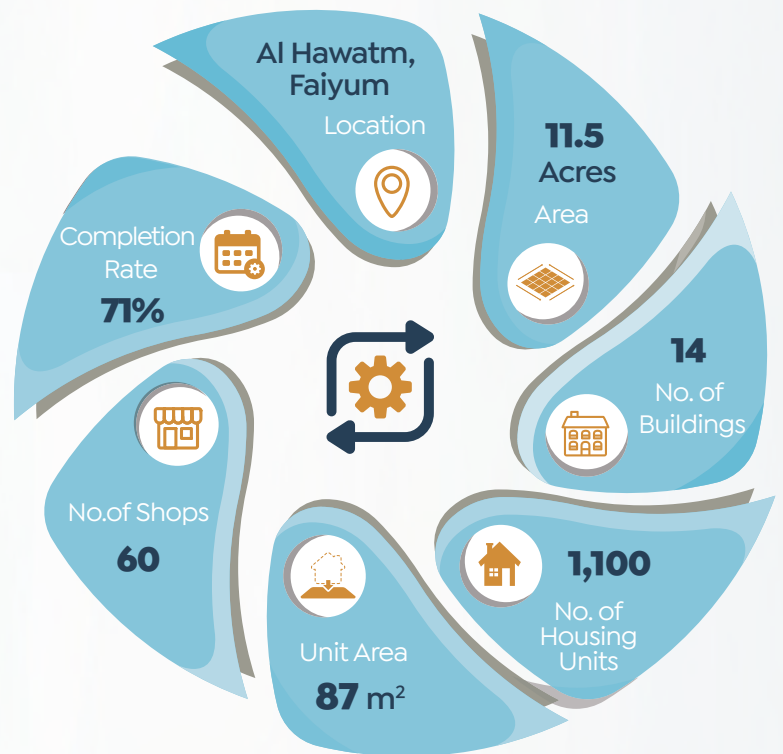 Al Hawatm,
Faiyum
Location
11.5
Acres
Area
14
No. of
Buildings
1,100
No. of
Housing
Units
Unit Area
87 m²
No.of Shops
60
Completion
Rate
71%